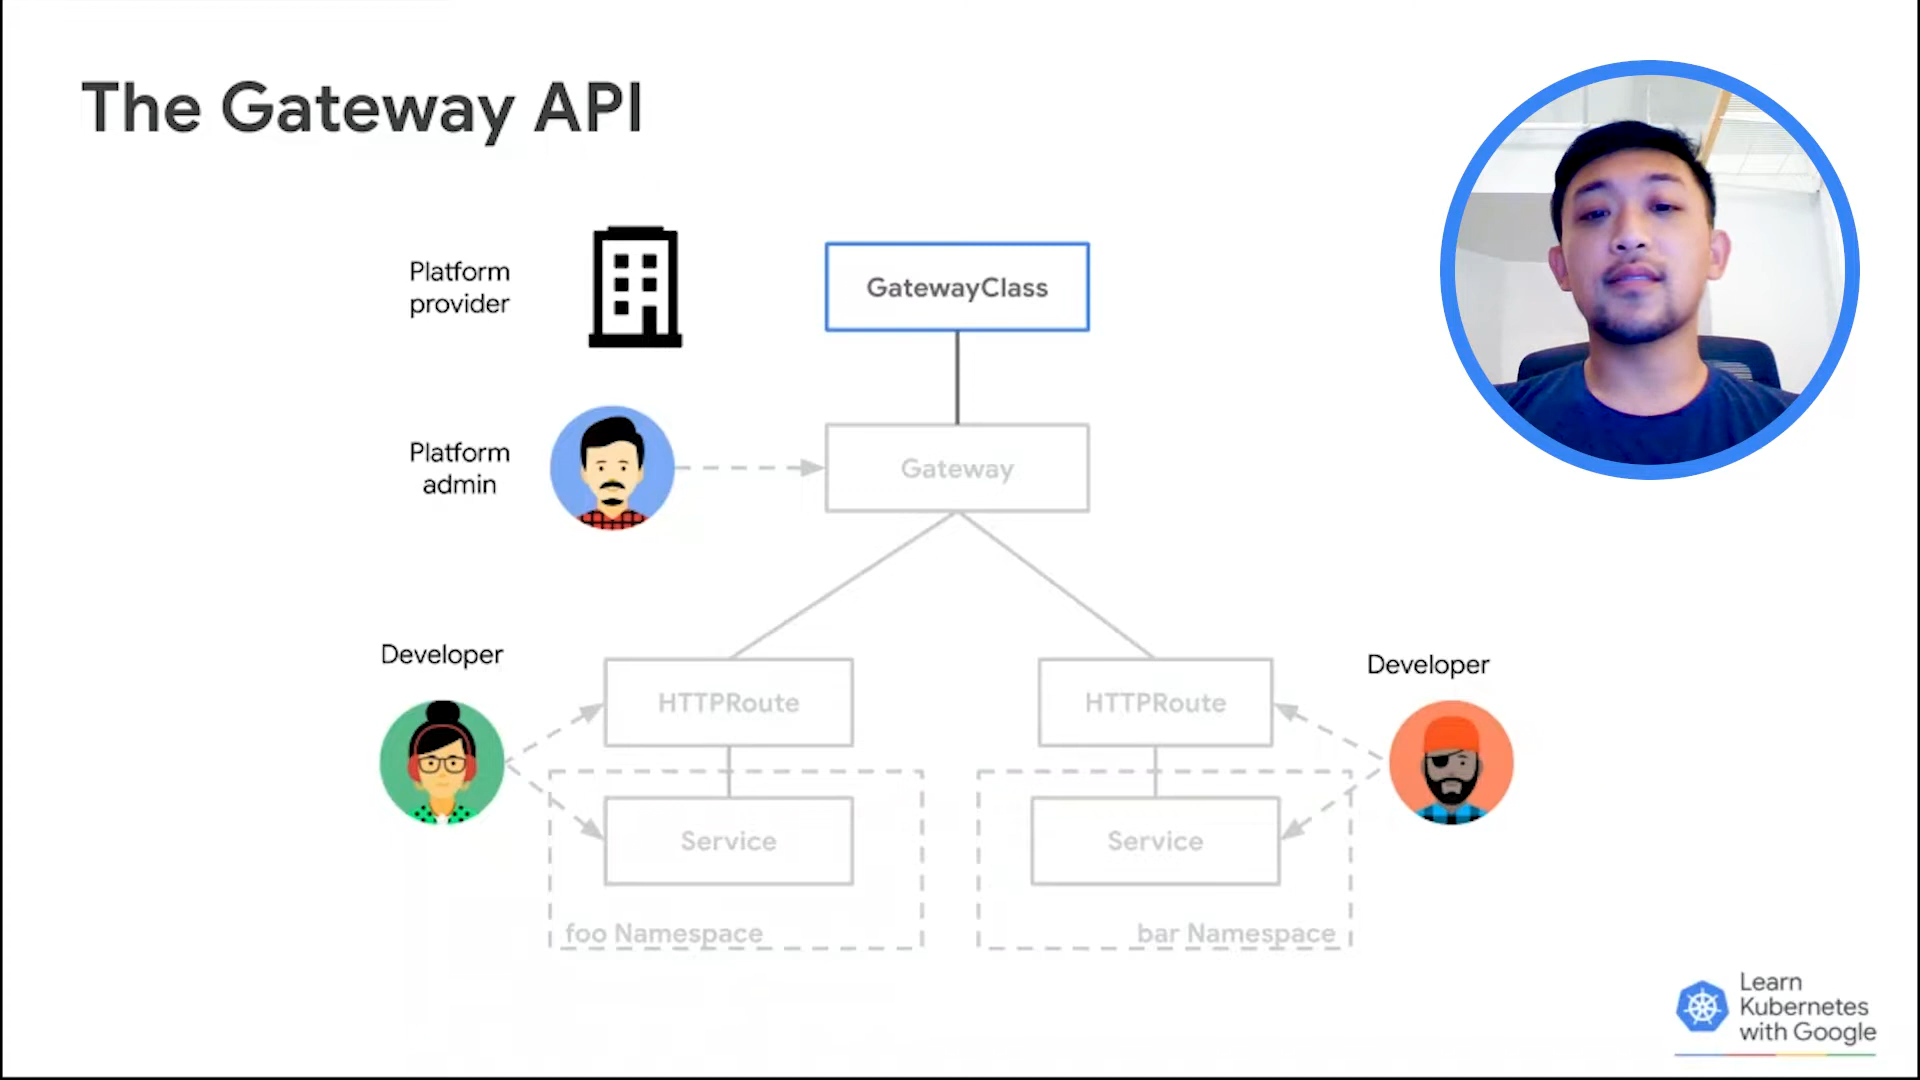 The Gateway API
Platform
provider
GatewayClass
Platform
admin
Gateway
Developer
Developer
HTTPRoute
HTTPRoute
Service
Service
foo Namespace
bar Namespace
Learn
Kubernetes
with Google